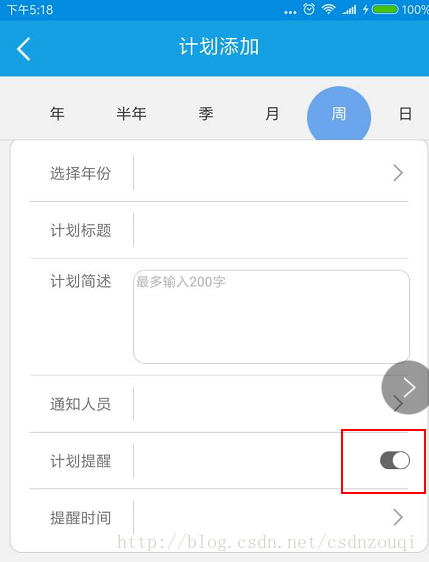 下午5:18
100%
计划添加
年 半年 季 月 周 日
选择年份
计划标题
计划简述
最多输入200字
通知人员
计划提醒
提醒时间
http://blog.csdn.net/csdnzouqi